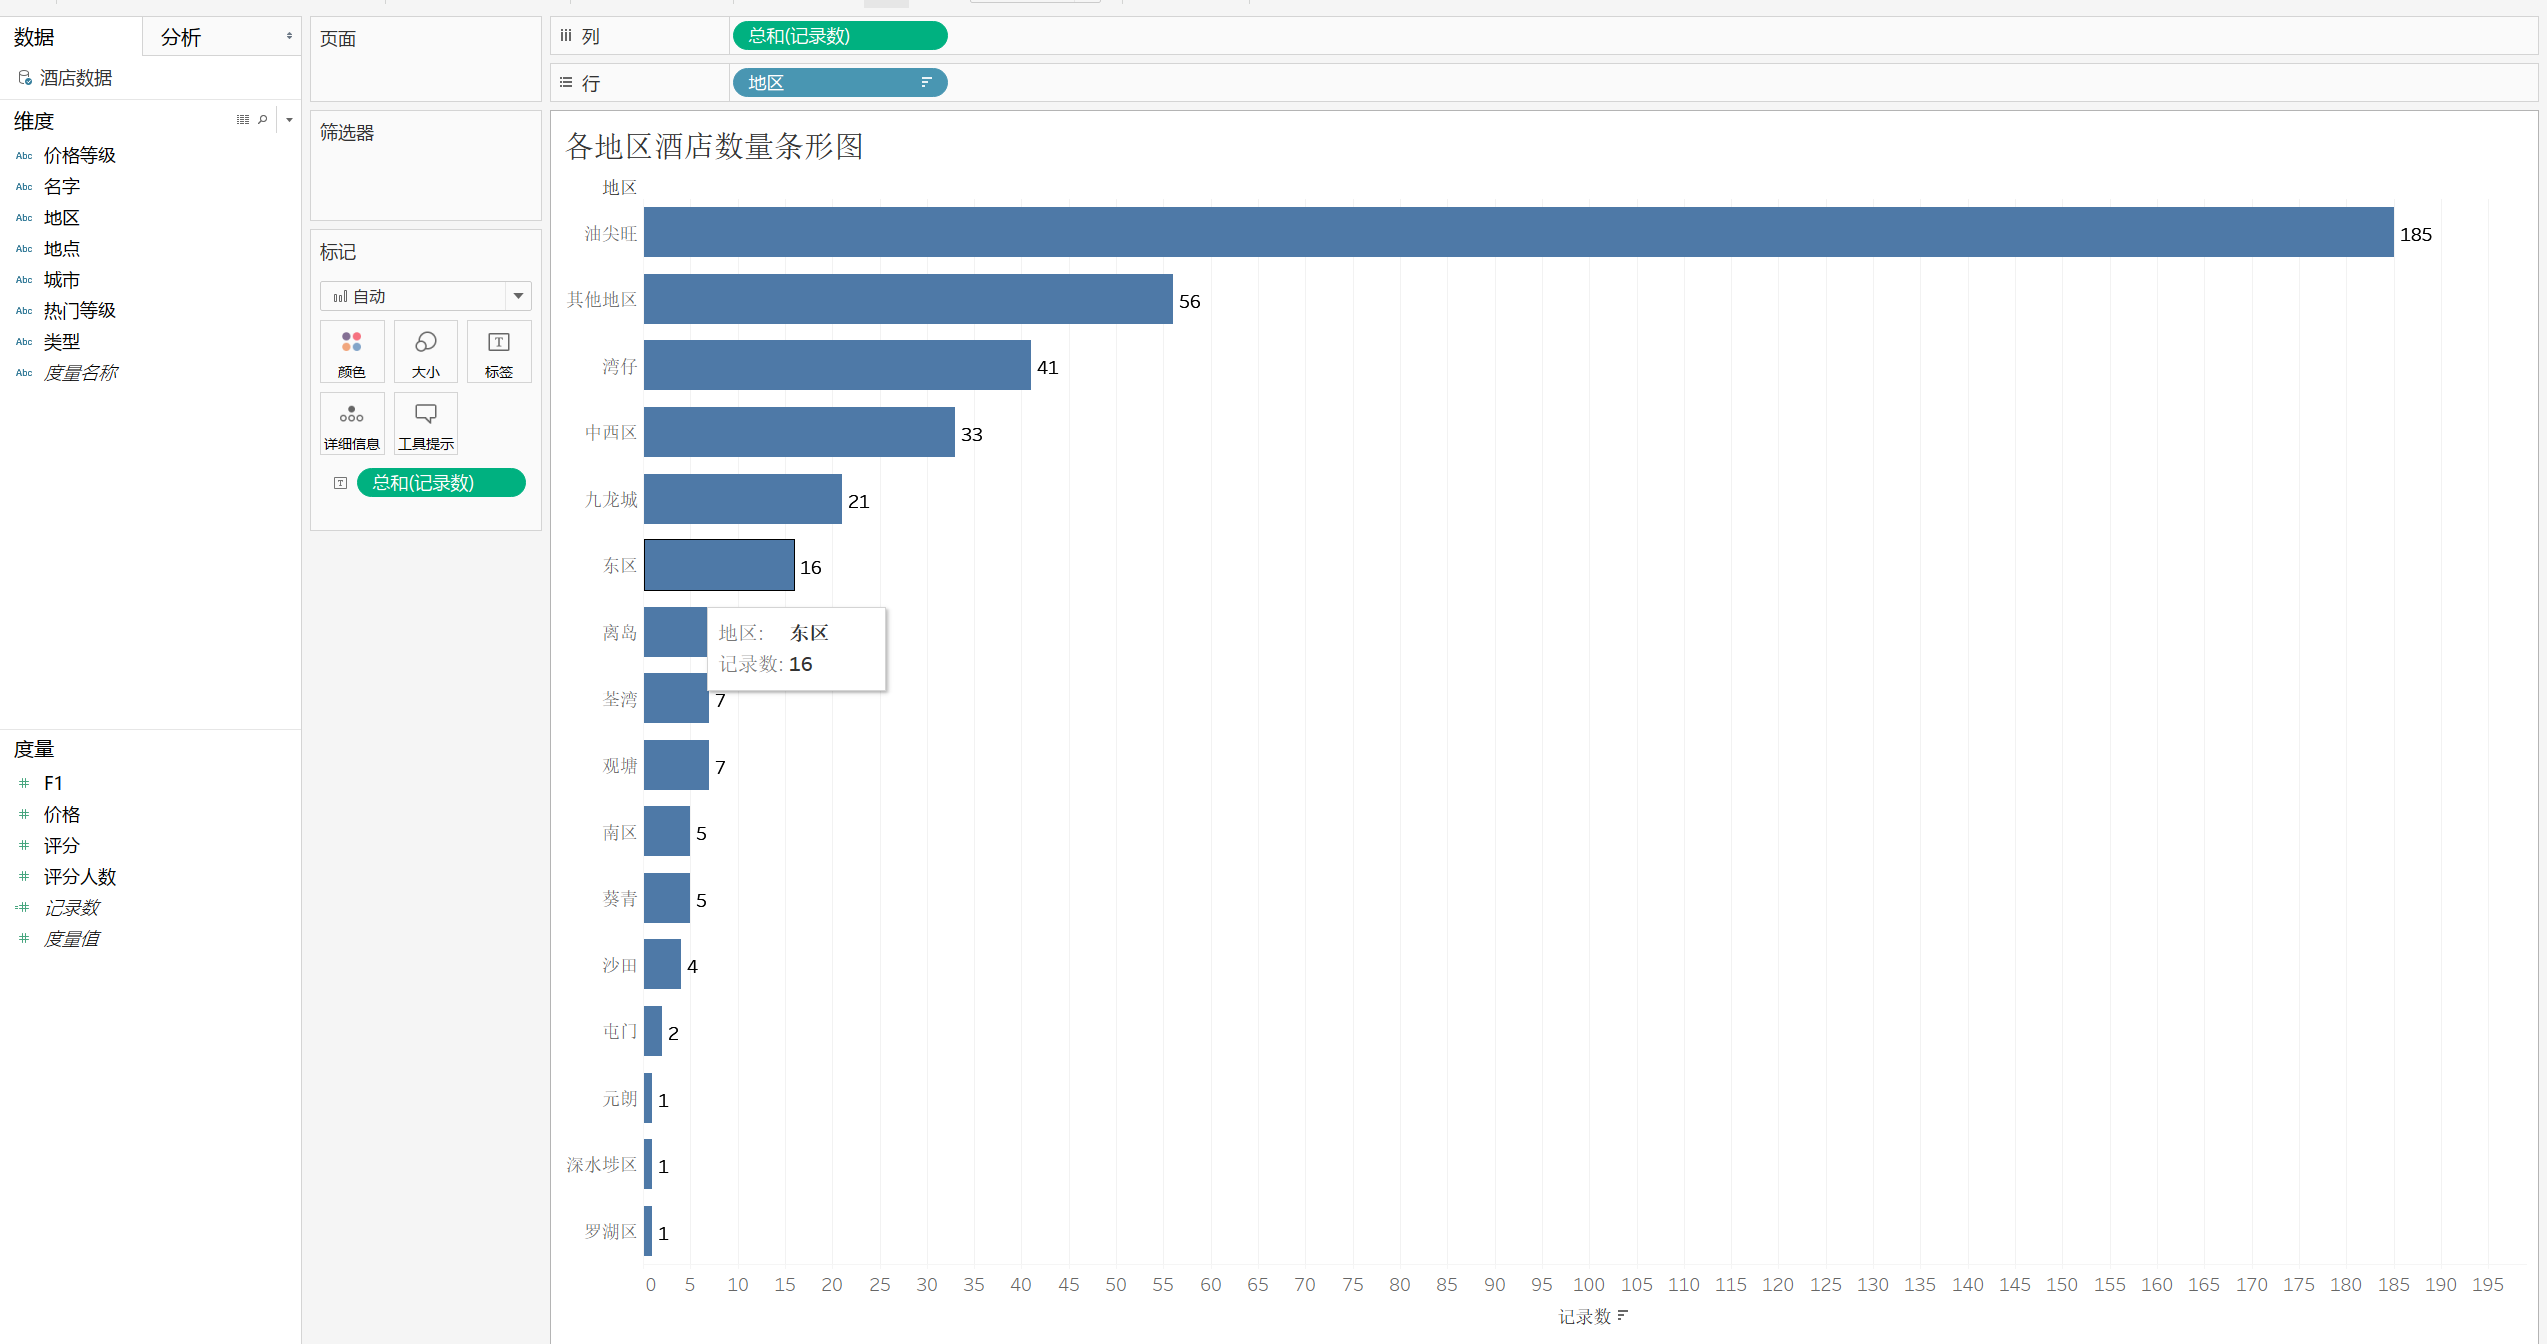 数据
分析
酒店数据
维度
Abc 价格等级
Abc 名字
Abc 地区
Abc 地点
Abc 城市
Abc 热门等级
Abc 类型
Abc 度量名称
度量
F1
价格
评分
评分人数
记录数
度量值
页面
筛选器
标记
自动
颜色
大小
标签
详细信息
工具提示
总和(记录数)
列
总和(记录数)
行
地区
各地区酒店数量条形图
地区
油尖旺 185
其他地区 56
湾仔 41
中西区 33
九龙城 21
东区 16
离岛
地区: 东区
记录数: 16
荃湾 7
观塘 7
南区 5
葵青 5
沙田 4
屯门 2
元朗 1
深水埗区 1
罗湖区 1
0 5 10 15 20 25 30 35 40 45 50 55 60 65 70 75 80 85 90 95 100 105 110 115 120 125 130 135 140 145 150 155 160 165 170 175 180 185 190 195
记录数